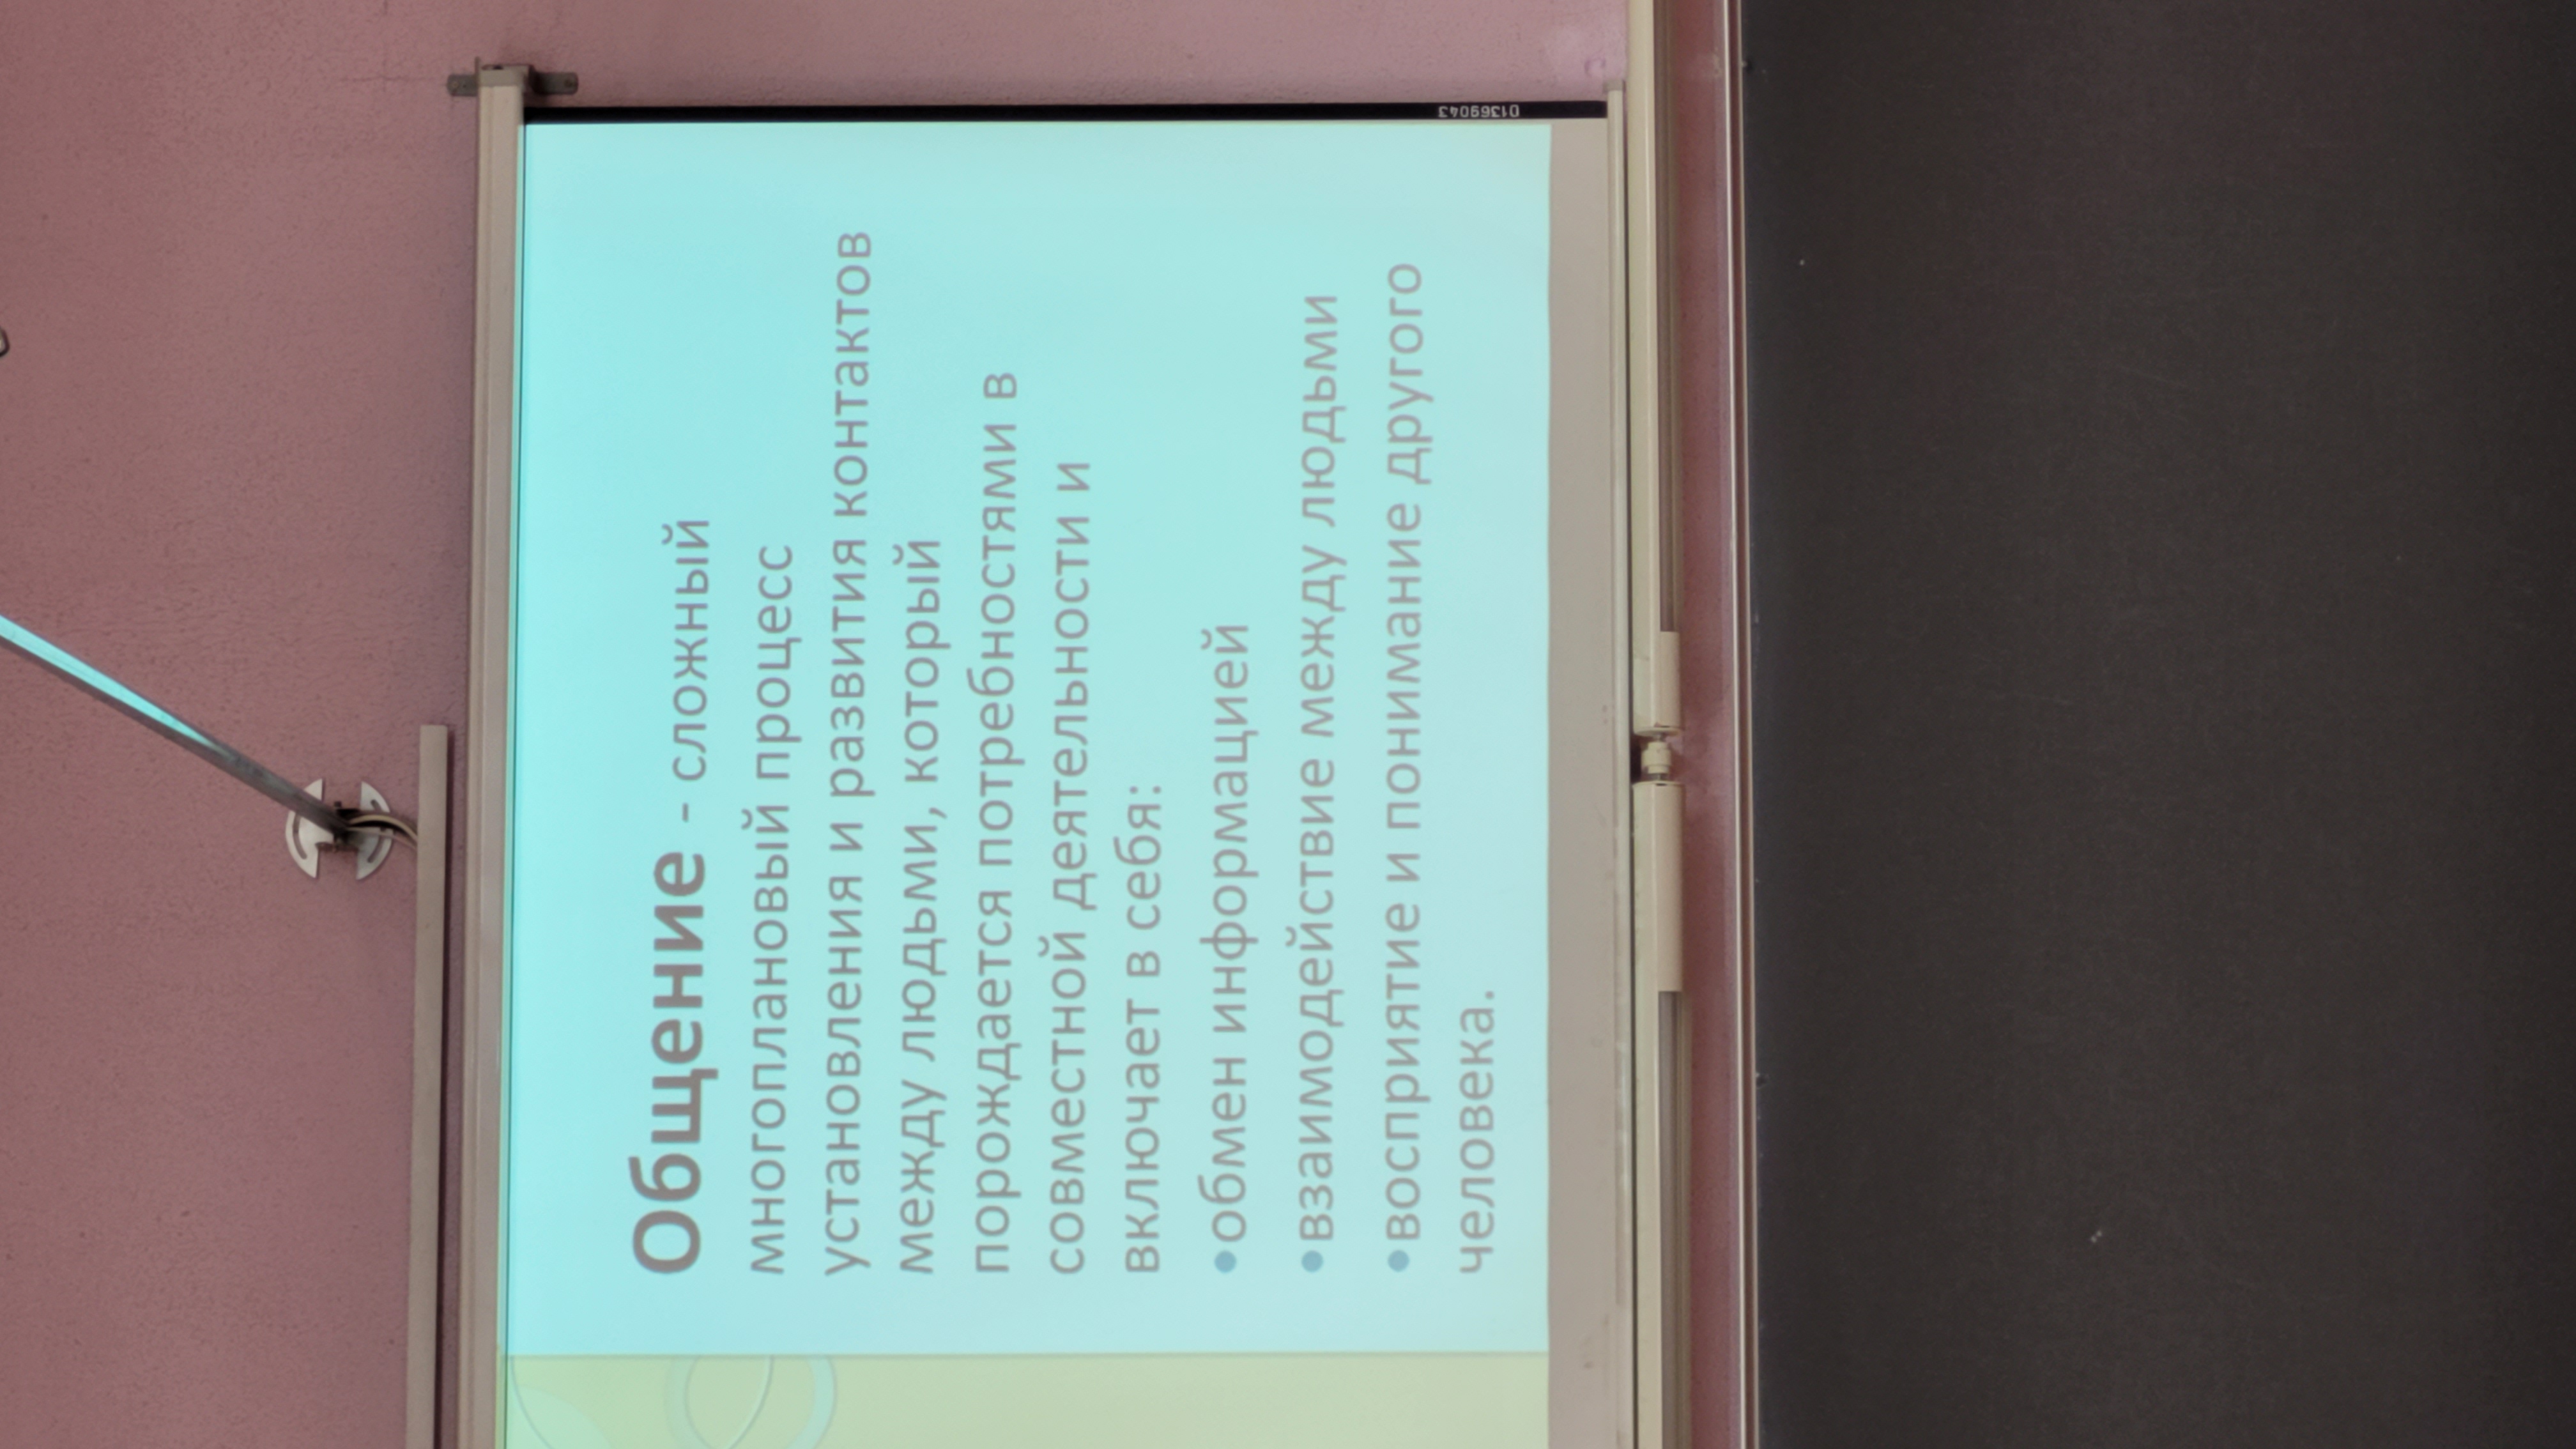 Общение - сложный
многоплановый процесс
установления и развития контактов
между людьми, который
порождается потребностями в
совместной деятельности и
включает в себя:
•обмен информацией
•взаимодействие между людьми
•восприятие и понимание другого
человека.
01369043